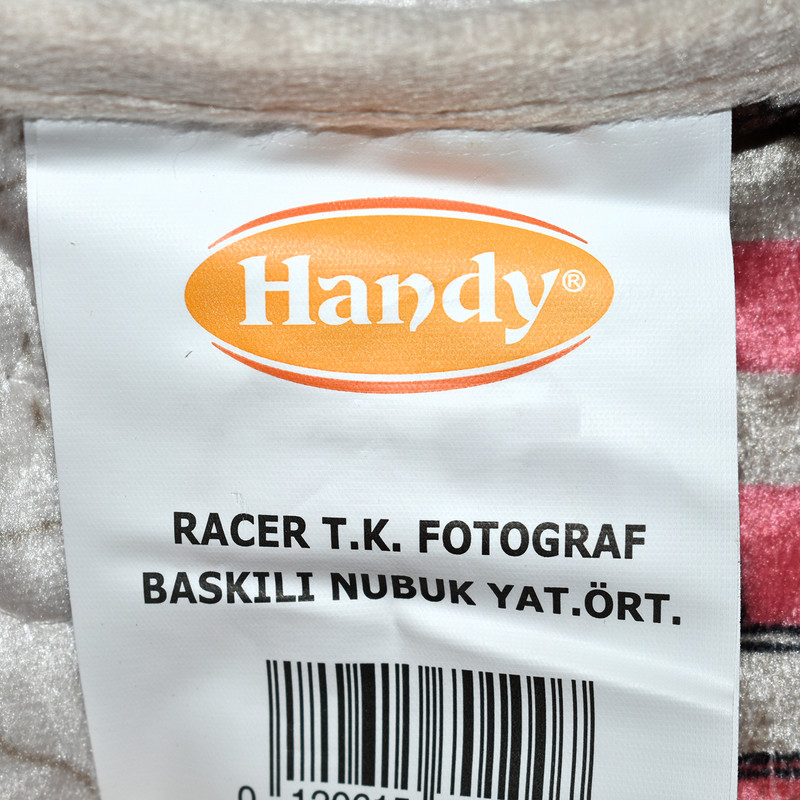 Handy®
RACER T.K. FOTOGRAF
BASKILI NUBUK YAT.ÖRT.